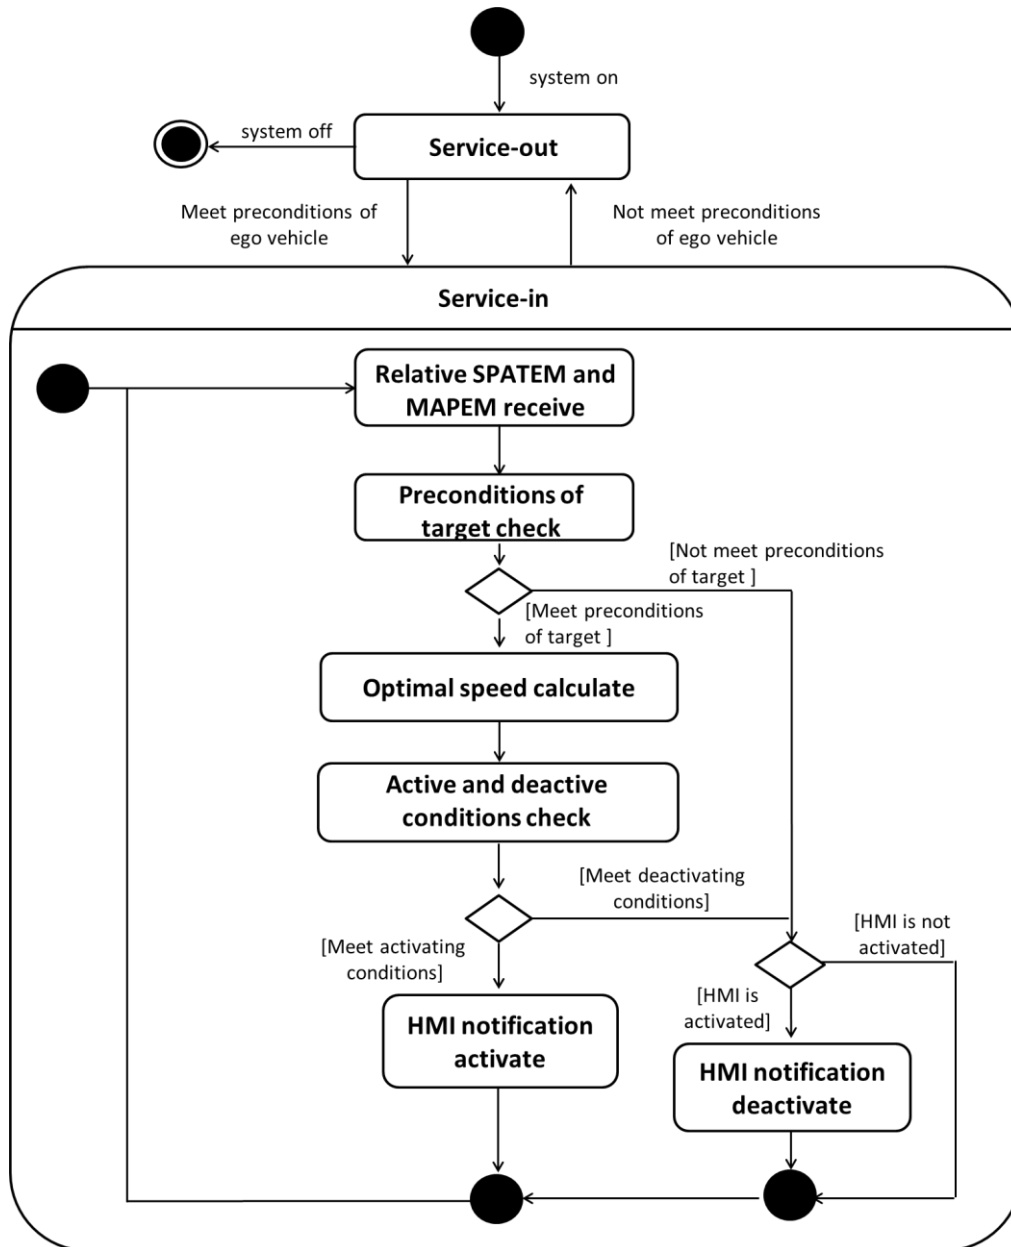 system on
system off
Service-out
Meet preconditions of
ego vehicle
Not meet preconditions
of ego vehicle
Service-in
Relative SPATEM and
MAPEM receive
Preconditions of
target check
[Not meet preconditions
of target ]
[Meet preconditions
of target ]
Optimal speed calculate
Active and deactive
conditions check
[Meet deactivating
conditions]
[HMI is not
activated]
[Meet activating
conditions]
[HMI is
activated]
HMI notification
activate
HMI notification
deactivate